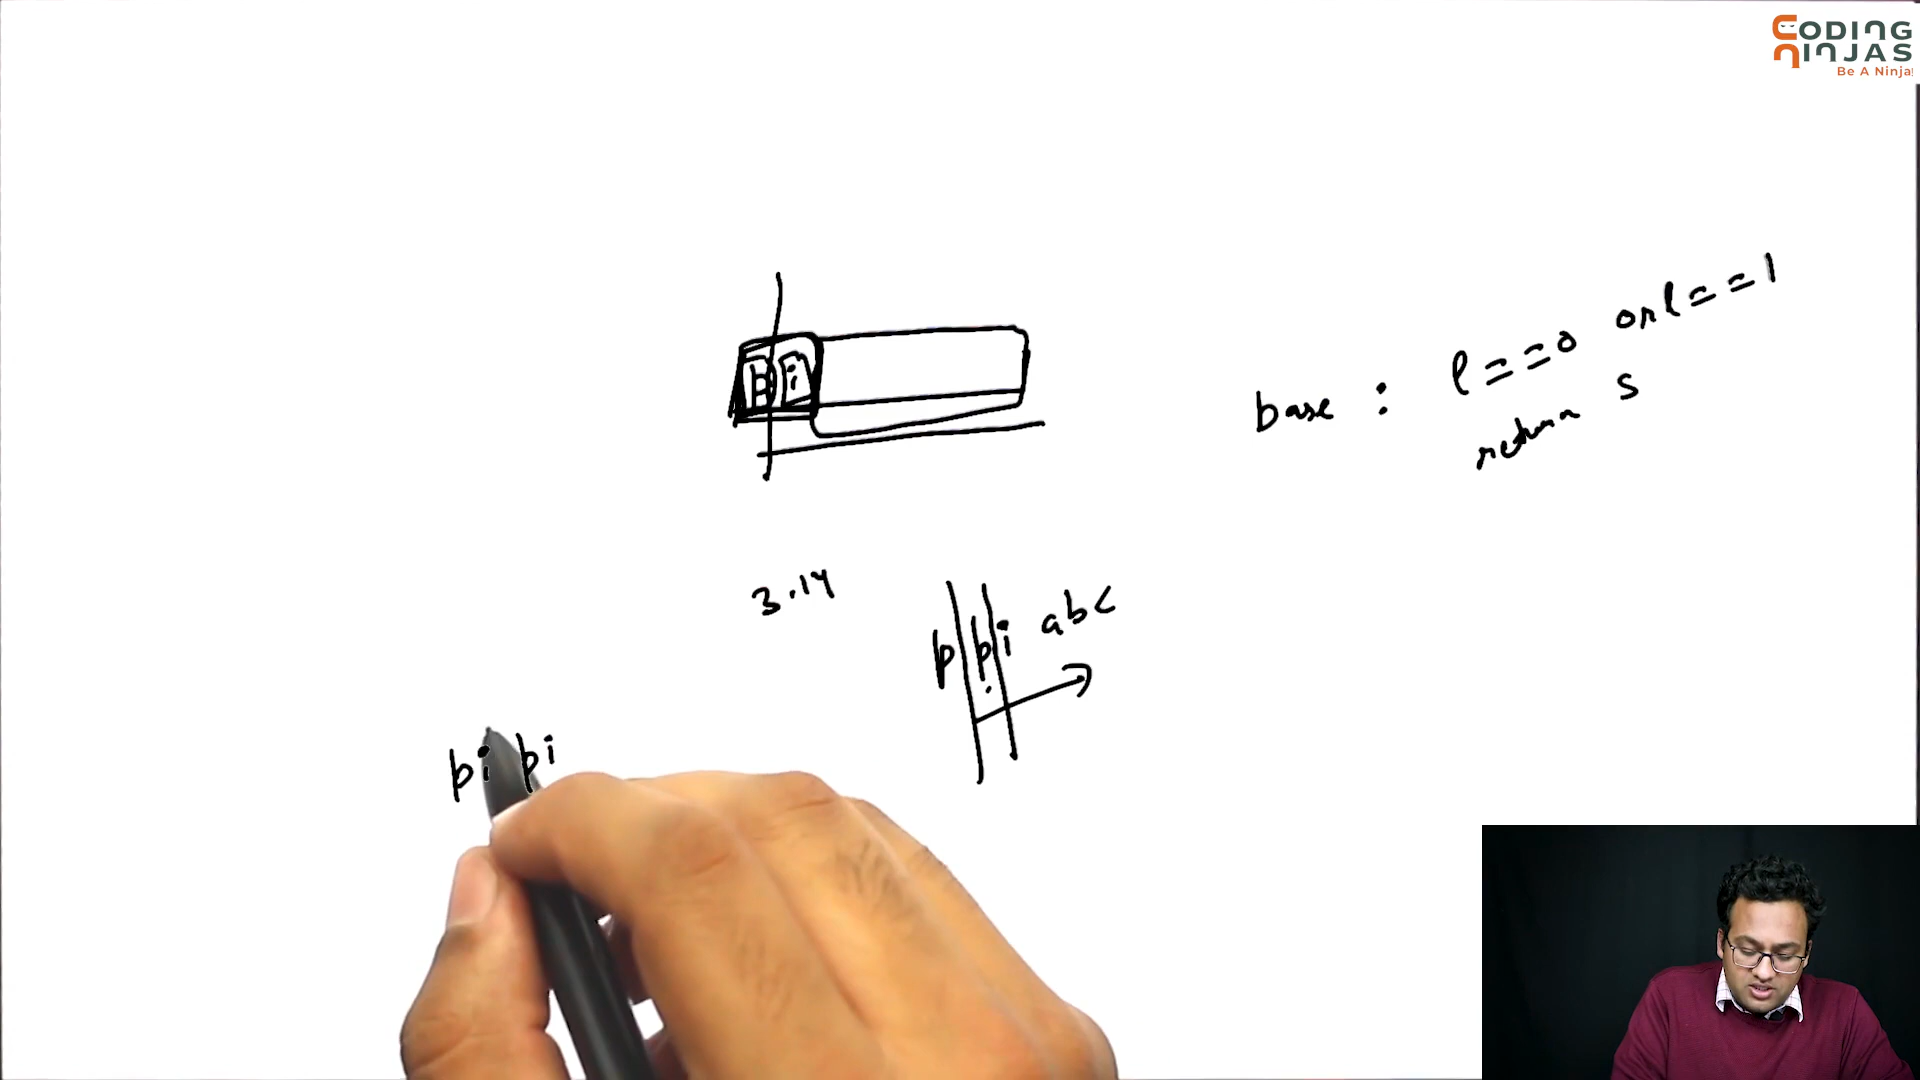 CODING
NINJAS
Be A Ninja!
pi
base : l==0 or l==1
return s
3.14
p pi abc
pi pi